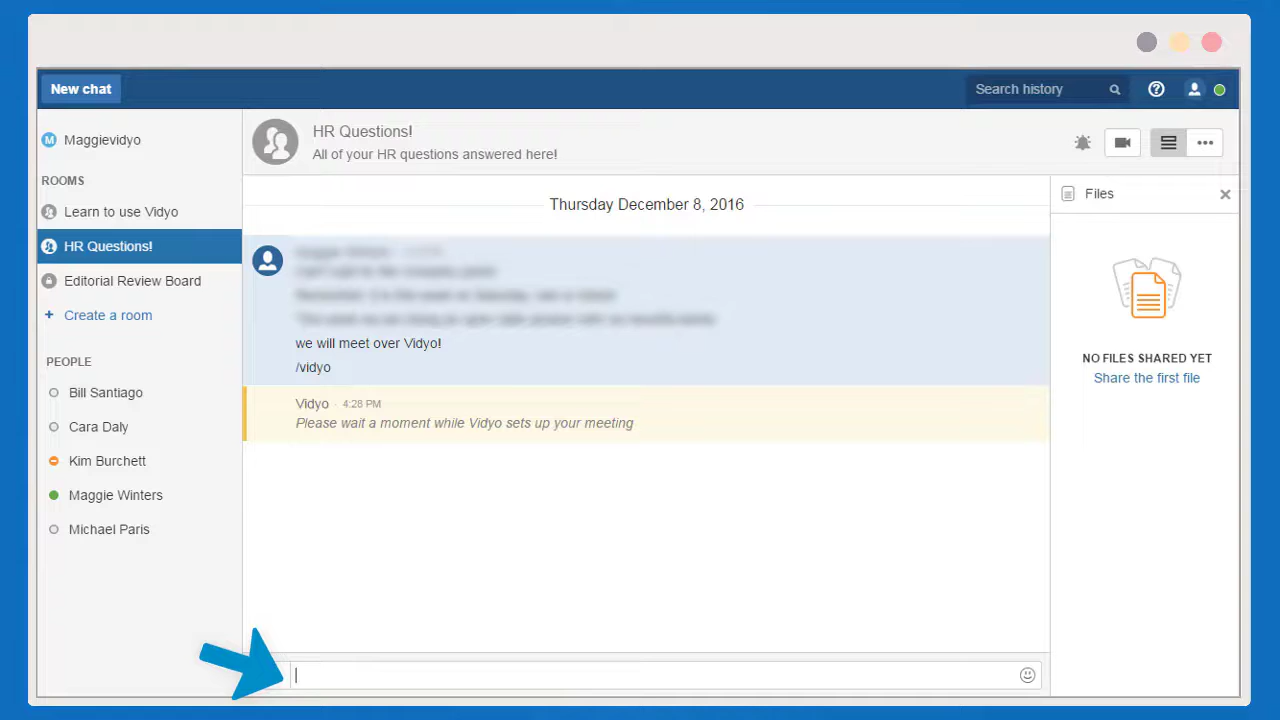 New chat
Search history
Maggievidyo
ROOMS
Learn to use Vidyo
HR Questions!
Editorial Review Board
+ Create a room
PEOPLE
Bill Santiago
Cara Daly
Kim Burchett
Maggie Winters
Michael Paris
HR Questions!
All of your HR questions answered here!
Thursday December 8, 2016
we will meet over Vidyo!
/vidyo
Vidyo · 4:28 PM
Please wait a moment while Vidyo sets up your meeting
Files
NO FILES SHARED YET
Share the first file